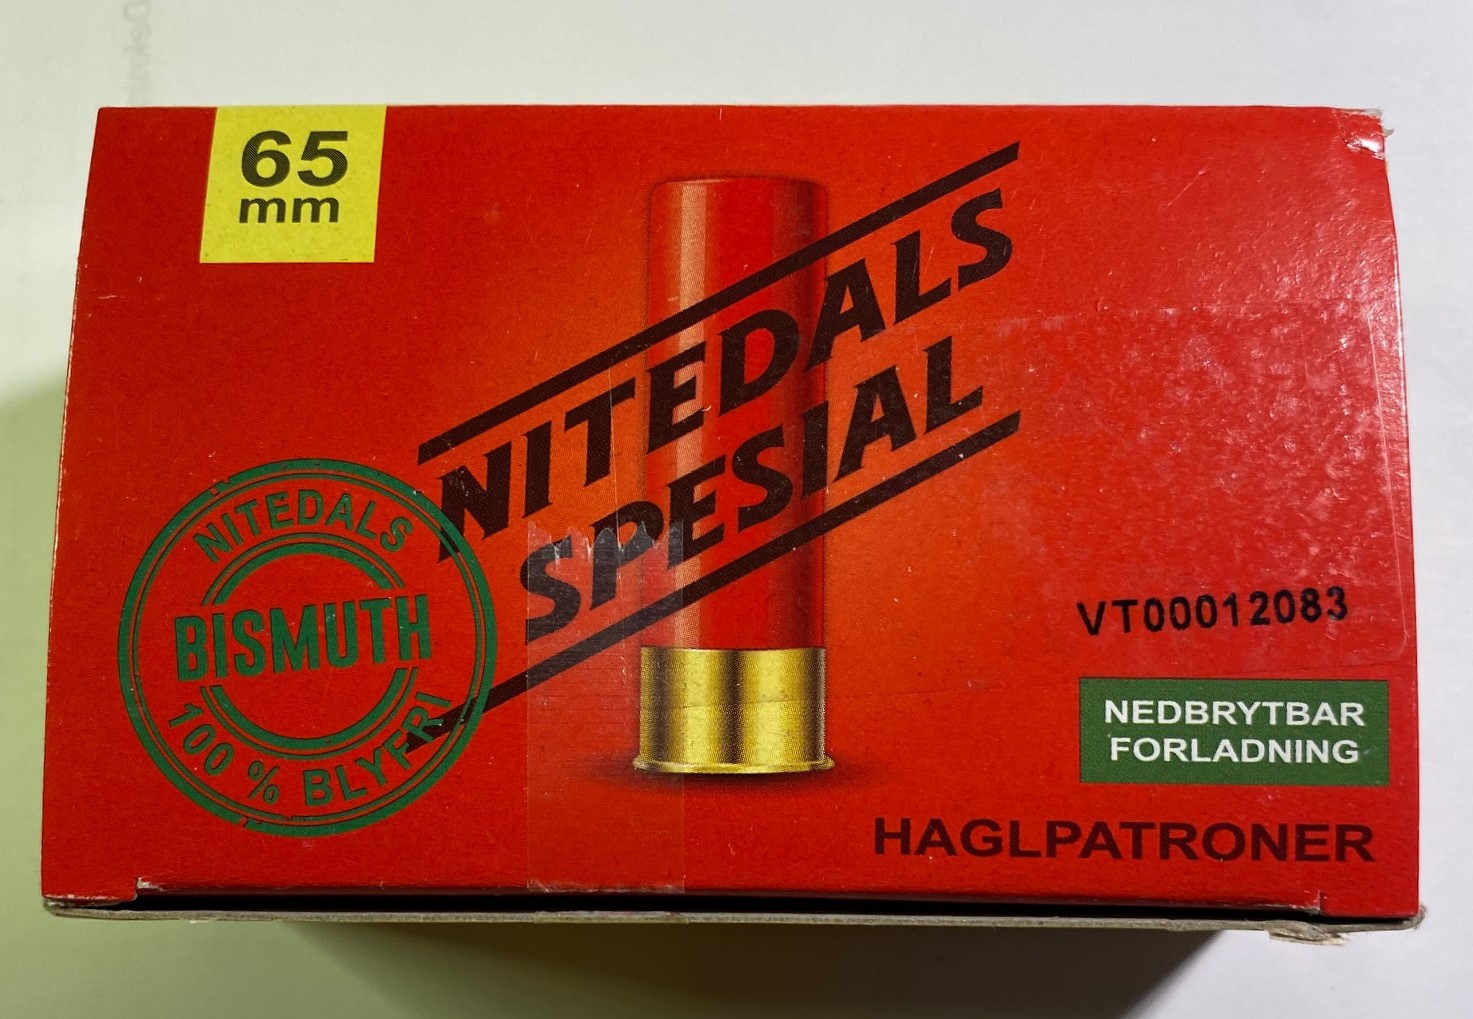 65
mm
NITEDALS
SPESIAL
NITEDALS
BISMUTH
100 % BLYFRI
VT00012083
NEDBRYTBAR
FORLADNING
HAGLPATRONER